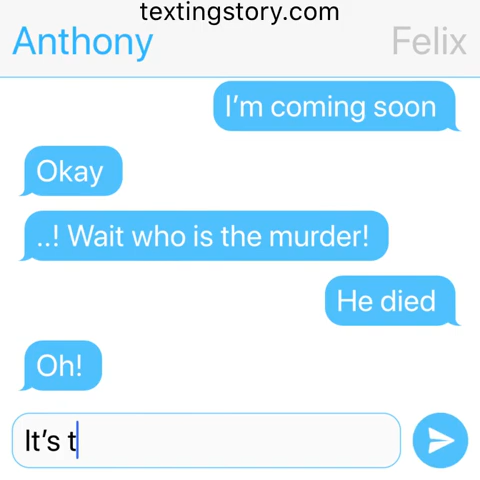 textingstory.com
Anthony
Felix
I’m coming soon
Okay
..! Wait who is the murder!
He died
Oh!
It’s t